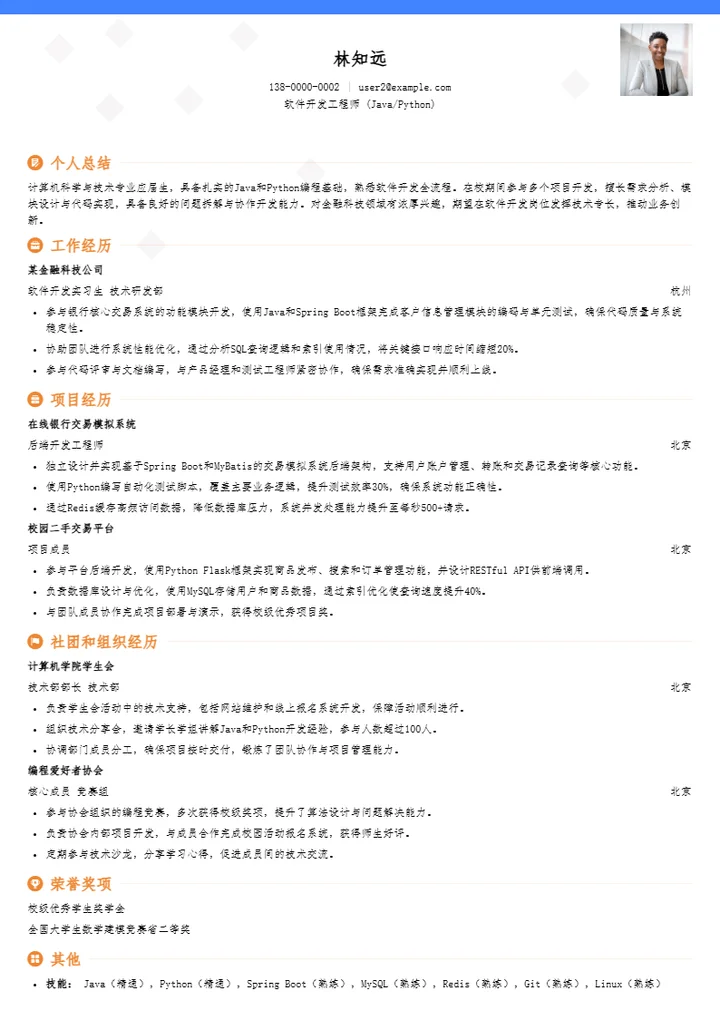 林知远
138-0000-0002 | user2@example.com
软件开发工程师 (Java/Python)
个人总结
计算机科学与技术专业应届生，具备扎实的Java和Python编程基础，熟悉软件开发全流程。在校期间参与多个项目开发，擅长需求分析、模
块设计与代码实现，具备良好的问题拆解与协作开发能力。对金融科技领域有浓厚兴趣，期望在软件开发岗位发挥技术专长，推动业务创
新。
工作经历
某金融科技公司
软件开发实习生 技术研发部 杭州
• 参与银行核心交易系统的功能模块开发，使用Java和Spring Boot框架完成客户信息管理模块的编码与单元测试，确保代码质量与系统
稳定性。
• 协助团队进行系统性能优化，通过分析SQL查询逻辑和索引使用情况，将关键接口响应时间缩短20%。
• 参与代码评审与文档编写，与产品经理和测试工程师紧密协作，确保需求准确实现并顺利上线。
项目经历
在线银行交易模拟系统
后端开发工程师 北京
• 独立设计并实现基于Spring Boot和MyBatis的交易模拟系统后端架构，支持用户账户管理、转账和交易记录查询等核心功能。
• 使用Python编写自动化测试脚本，覆盖主要业务逻辑，提升测试效率30%，确保系统功能正确性。
• 通过Redis缓存高频访问数据，降低数据库压力，系统并发处理能力提升至每秒500+请求。
校园二手交易平台
项目成员 北京
• 参与平台后端开发，使用Python Flask框架实现商品发布、搜索和订单管理功能，并设计RESTful API供前端调用。
• 负责数据库设计与优化，使用MySQL存储用户和商品数据，通过索引优化使查询速度提升40%。
• 与团队成员协作完成项目部署与演示，获得校级优秀项目奖。
社团和组织经历
计算机学院学生会
技术部部长 技术部 北京
• 负责学生会活动中的技术支持，包括网站维护和线上报名系统开发，保障活动顺利进行。
• 组织技术分享会，邀请学长学姐讲解Java和Python开发经验，参与人数超过100人。
• 协调部门成员分工，确保项目按时交付，锻炼了团队协作与项目管理能力。
编程爱好者协会
核心成员 竞赛组 北京
• 参与协会组织的编程竞赛，多次获得校级奖项，提升了算法设计与问题解决能力。
• 负责协会内部项目开发，与成员合作完成校园活动报名系统，获得师生好评。
• 定期参与技术沙龙，分享学习心得，促进成员间的技术交流。
荣誉奖项
校级优秀学生奖学金
全国大学生数学建模竞赛省二等奖
其他
• 技能： Java（精通），Python（精通），Spring Boot（熟练），MySQL（熟练），Redis（熟练），Git（熟练），Linux（熟练）